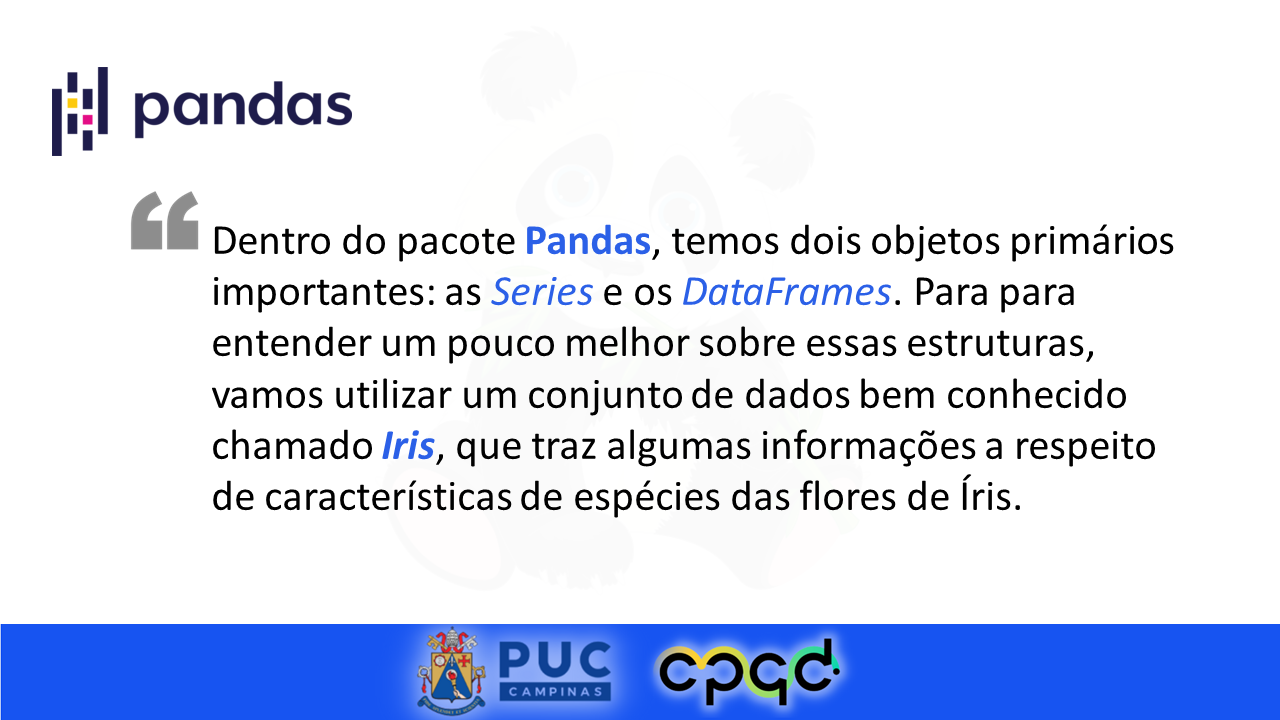 pandas
“
Dentro do pacote Pandas, temos dois objetos primários
importantes: as Series e os DataFrames. Para para
entender um pouco melhor sobre essas estruturas,
vamos utilizar um conjunto de dados bem conhecido
chamado Iris, que traz algumas informações a respeito
de características de espécies das flores de Íris.
PUC
CAMPINAS
cpqd